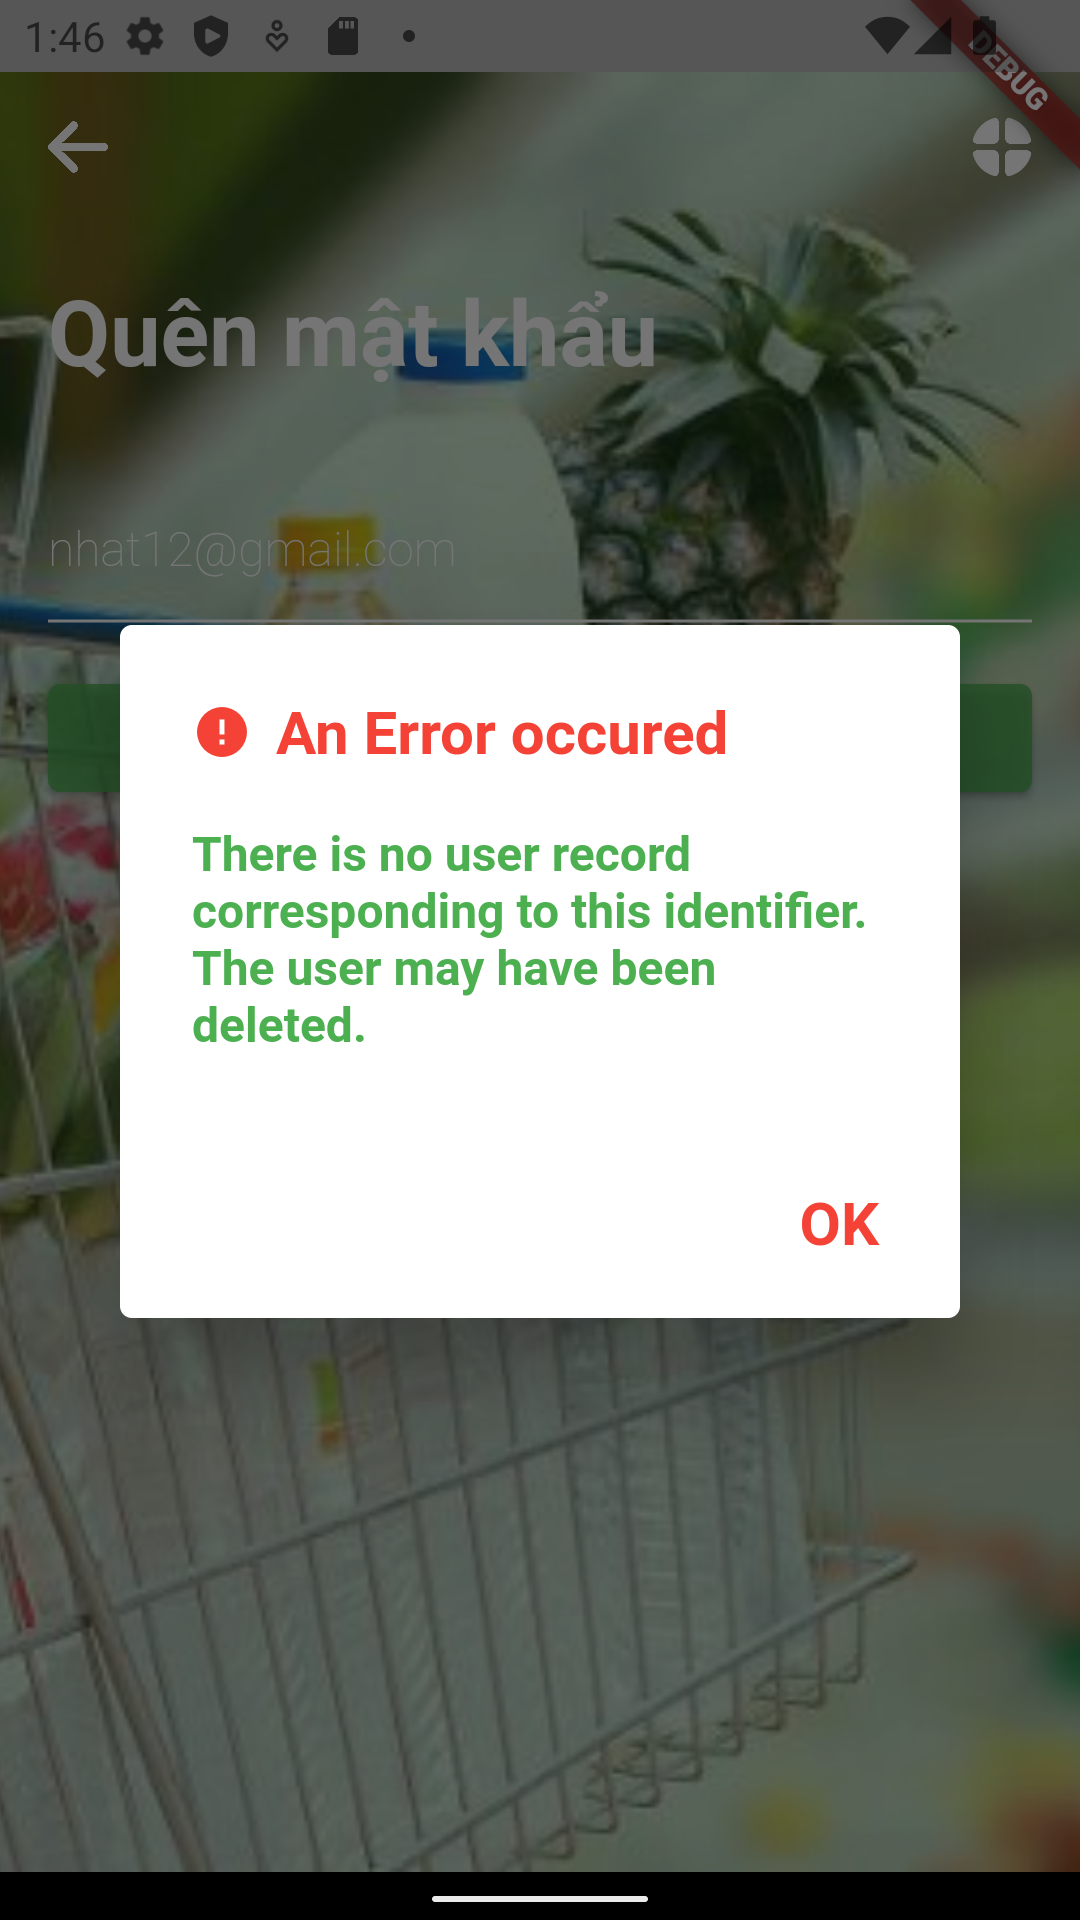 1:46
DEBUG
Quên mật khẩu
nhat12@gmail.com
An Error occured
There is no user record
corresponding to this identifier.
The user may have been
deleted.
OK